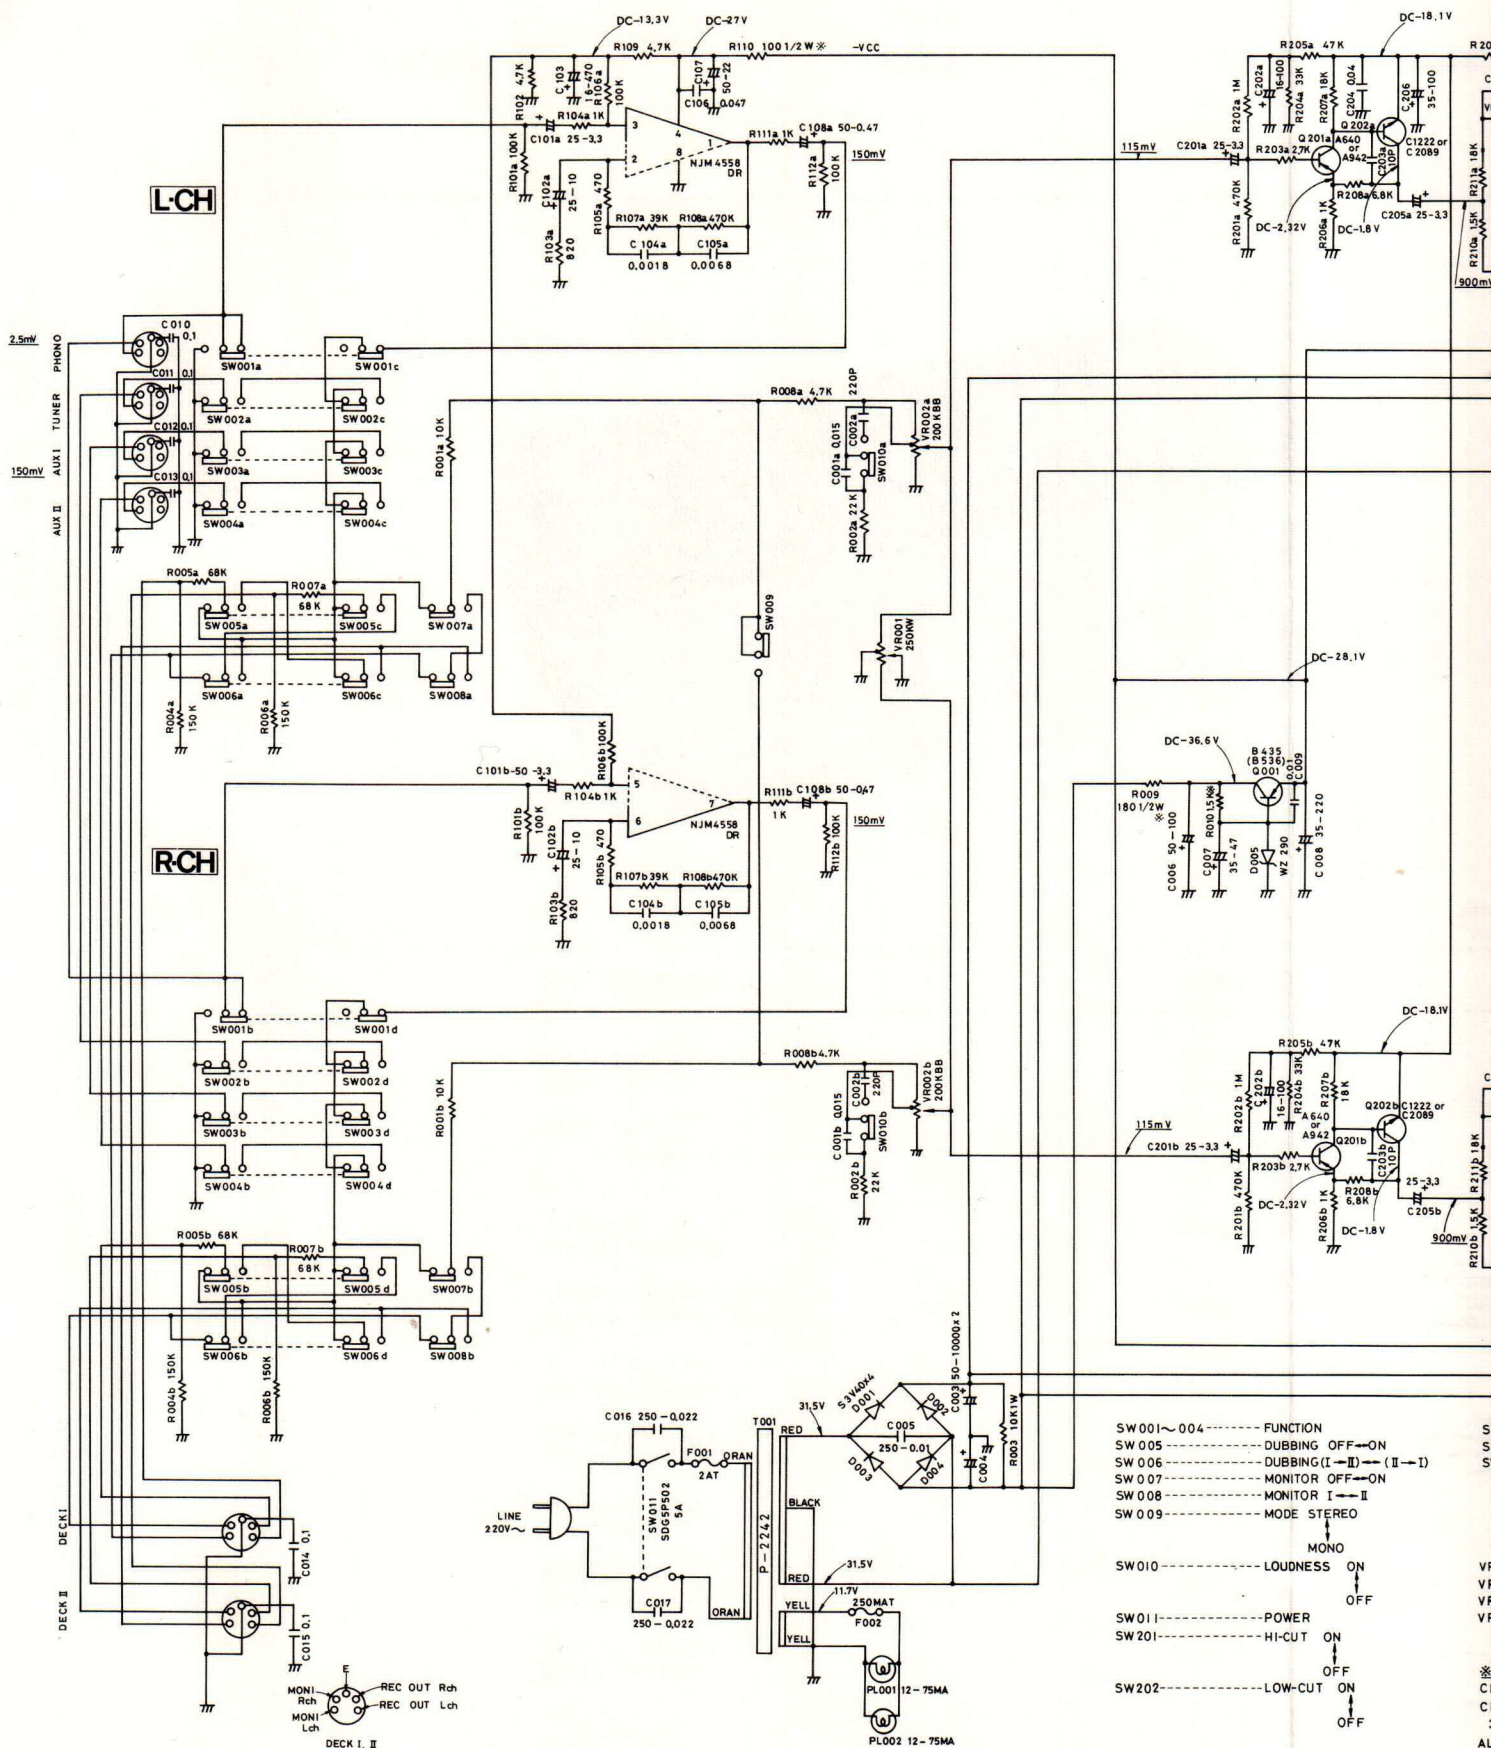 DC-13.3V
DC-27V
R109 4.7K
R110 100 1/2W※
-VCC
R102 4.7K
C103
16-470
R106a
100K
C107
50-22
C106 0.047
R104a 1K
C101a 25-3.3
R101a 100K
3
4
1
2
8
NJM4558
DR
R111a 1K
C108a 50-0.47
150mV
R112a
100K
C102a
25-10
R105a 470
R103a
820
R107a 39K
R108a 470K
C104a
0.0018
C105a
0.0068
L·CH
DC-18.1V
R205a 47K
R20
R202a 1M
C202a
16-100
R204a 33K
R207a 18K
C204 0.04
C206
35-100
Q202a
Q201a
A640
or
A942
C1222 or
C2089
115mV
C201a 25-3.3
R203a 2.7K
C203a
10P
R208a 6.8K
R201a 470K
DC-2.32V
R206a 1K
DC-1.8V
C205a 25-3.3
R211a 18K
R210a 1.5K
900mV
2.5mV
PHONO
TUNER
AUX I
150mV
AUX II
C010
0.1
C011 0.1
C012 0.1
C013 0.1
SW001a
SW001c
SW002a
SW002c
SW003a
SW003c
SW004a
SW004c
R001a 10K
R008a 4.7K
220P
C002a
C001a 0.015
SW010a
VR002a
200KBB
R002a 22K
R005a 68K
R007a
68K
SW005a
SW005c
SW007a
SW006a
SW006c
SW008a
R004a
150K
R006a
150K
SW009
VR001
250KW
DC-28.1V
DC-36.6V
B435
(B536)
Q001
0.01
C009
R009
180 1/2W
※
R010 1.5K※
C006 50-100
C007
35-47
D005
WZ 290
C008 35-220
R106b 100K
C101b-50 -3.3
R104b 1K
R101b
100K
5
6
7
NJM4558
DR
R111b
1K
C108b 50-0.47
150mV
R112b 100K
C102b
25-10
R105b 470
R103b
820
R107b 39K
R108b 470K
C104b
0.0018
C105b
0.0068
R·CH
SW001b
SW001d
SW002b
SW002d
SW003b
SW003d
SW004b
SW004d
R001b 10K
R008b 4.7K
C002b
220P
C001b 0.015
SW010b
VR002b
200KBB
R002b
22K
DC-18.1V
R205b 47K
R202b 1M
C202b
16-100
R204b 33K
R207b
18K
Q202b
C1222 or
C2089
A640
or
A942
Q201b
115mV
C201b 25-3.3
R203b 2.7K
C203b
10P
R208b
6.8K
R201b 470K
DC-2.32V
R206b 1K
DC-1.8V
25-3.3
C205b
R211b 18K
R210b 1.5K
900mV
R005b 68K
R007b
68K
SW005b
SW005d
SW007b
SW006b
SW006d
SW008b
R004b 150K
R006b 150K
DECK I
C014 0.1
DECK II
C015 0.1
E
MONI
Rch
REC OUT Rch
MONI
Lch
REC OUT Lch
DECK I. II
C016 250-0.022
F001
2AT
ORAN
SW011
SDG5P502
5A
LINE
220V~
C017
250-0.022
ORAN
T001
P-2242
RED
BLACK
RED
YELL
YELL
31.5V
31.5V
11.7V
S3V40x4
D001
D002
C005
250-0.01
D003
D004
C003 50-10000x2
C004
R003 10K1W
250MAT
F002
PL001 12-75MA
PL002 12-75MA
SW001~004-------- FUNCTION
SW005------------ DUBBING OFF↔ON
SW006------------ DUBBING(I→II)↔(II→I)
SW007------------ MONITOR OFF↔ON
SW008------------ MONITOR I↔II
SW009------------ MODE STEREO
↕
MONO
SW010------------ LOUDNESS ON
↕
OFF
SW011------------ POWER
SW201------------ HI-CUT ON
↕
OFF
SW202------------ LOW-CUT ON
↕
OFF
※